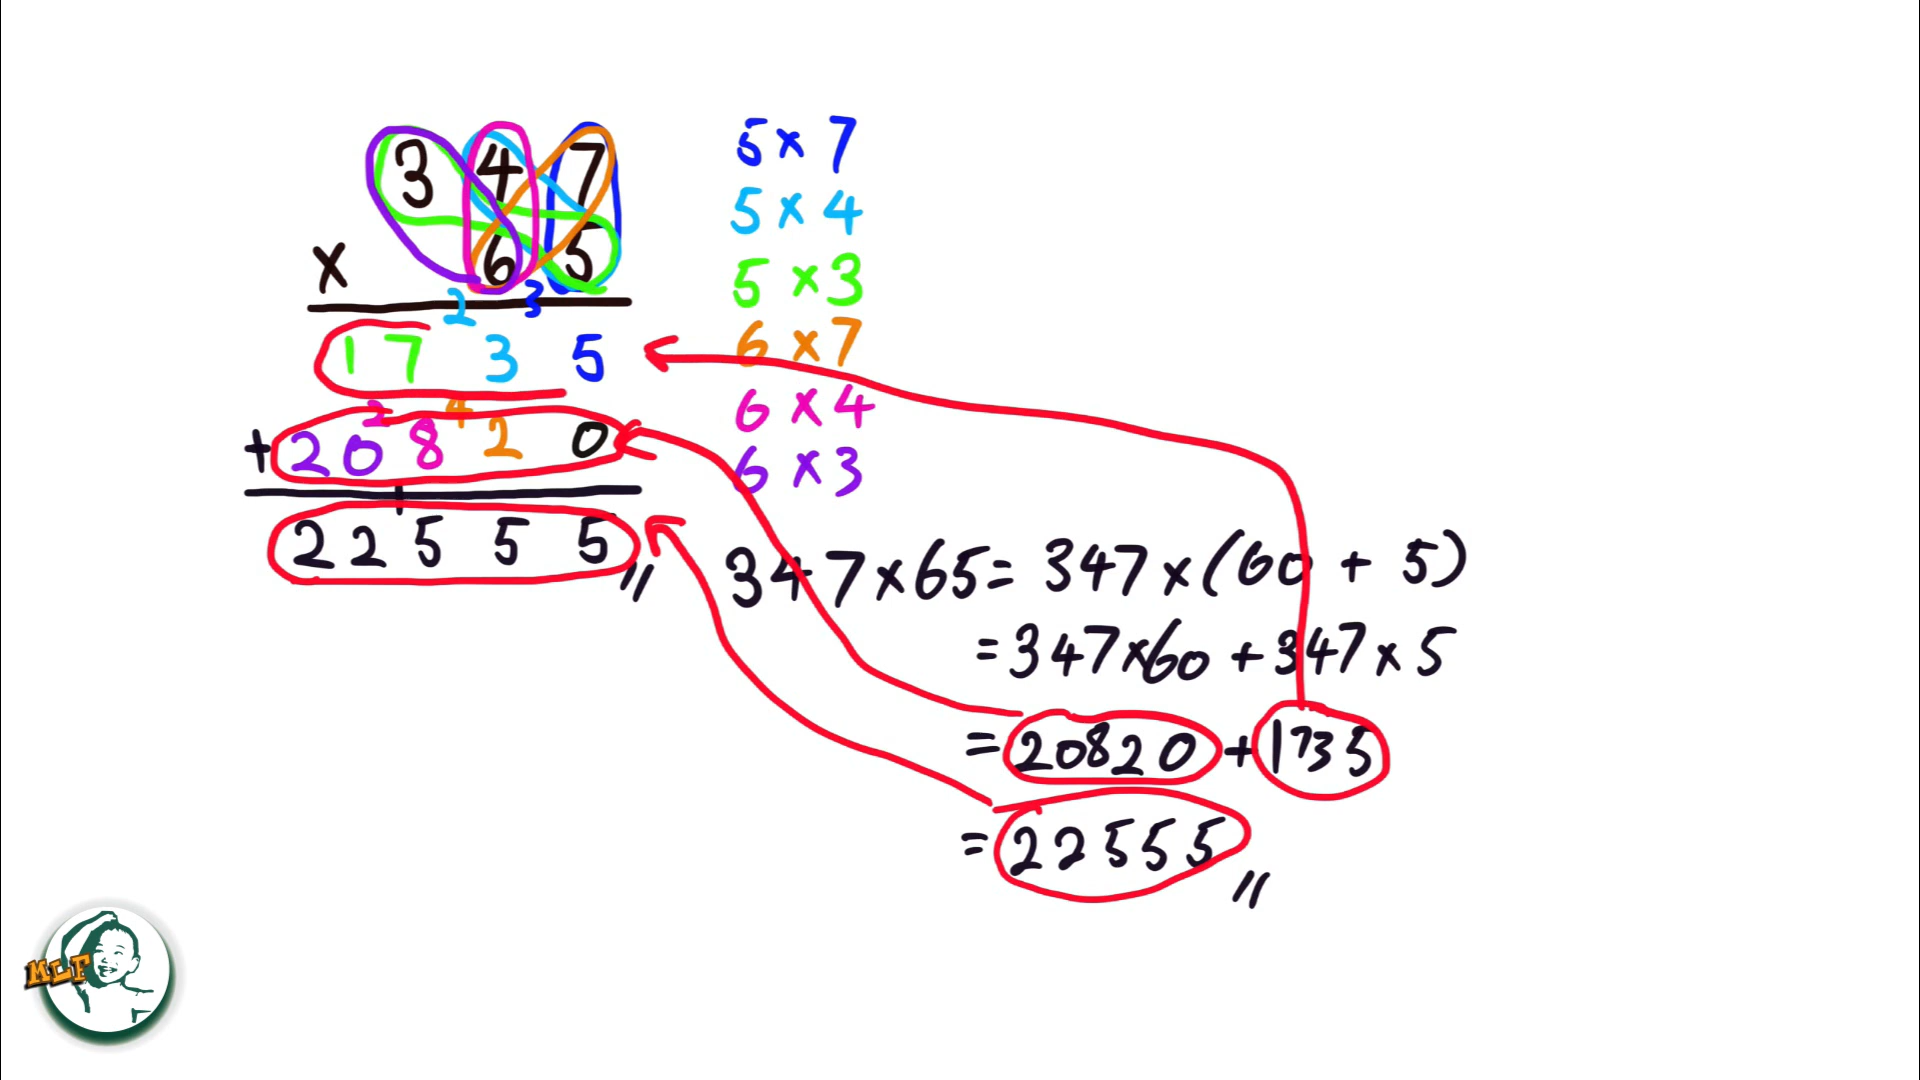 3 4 7
× 6 5
2 3
1 7 3 5
2 4
+ 2 0 8 2 0
1
2 2 5 5 5 //
5 × 7
5 × 4
5 × 3
6 × 7
6 × 4
6 × 3
347×65= 347×(60 + 5)
=347×60 +347×5
=20820+1735
=22555 //
MLF